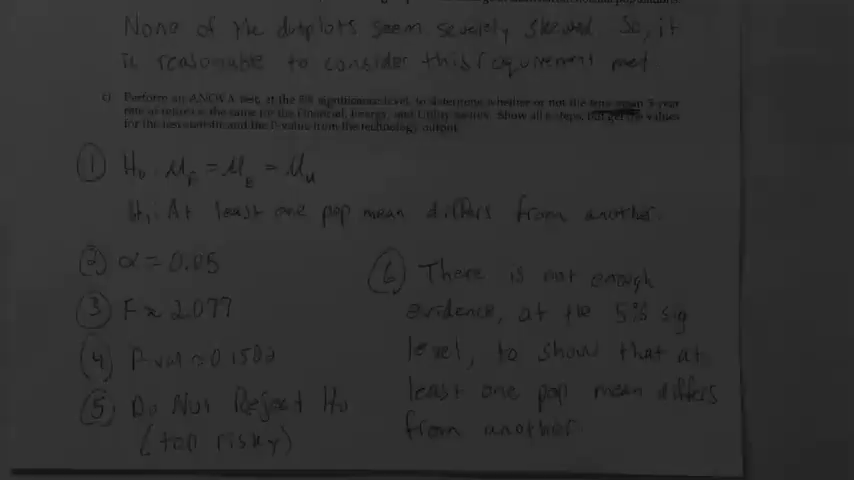 None of the dotplots seem severely skewed So, it
is reasonable to consider this requirement met
c) Perform an ANOVA test, at the 5% significance level, to determine whether or not the true mean 5-year
rate of return is the same for the Financial, Energy, and Utility sectors. Show all 6 steps, but get the values
for the test statistic and the P-value from the technology output.
① H₀: μF = μE = μU
H₁: At least one pop mean differs from another.
② α = 0.05
③ F ≈ 2.077
④ P-val ≈ 0.1502
⑤ Do Not Reject H₀
(too risky)
⑥ There is not enough
evidence, at the 5% sig
level, to show that at
least one pop mean differs
from another.